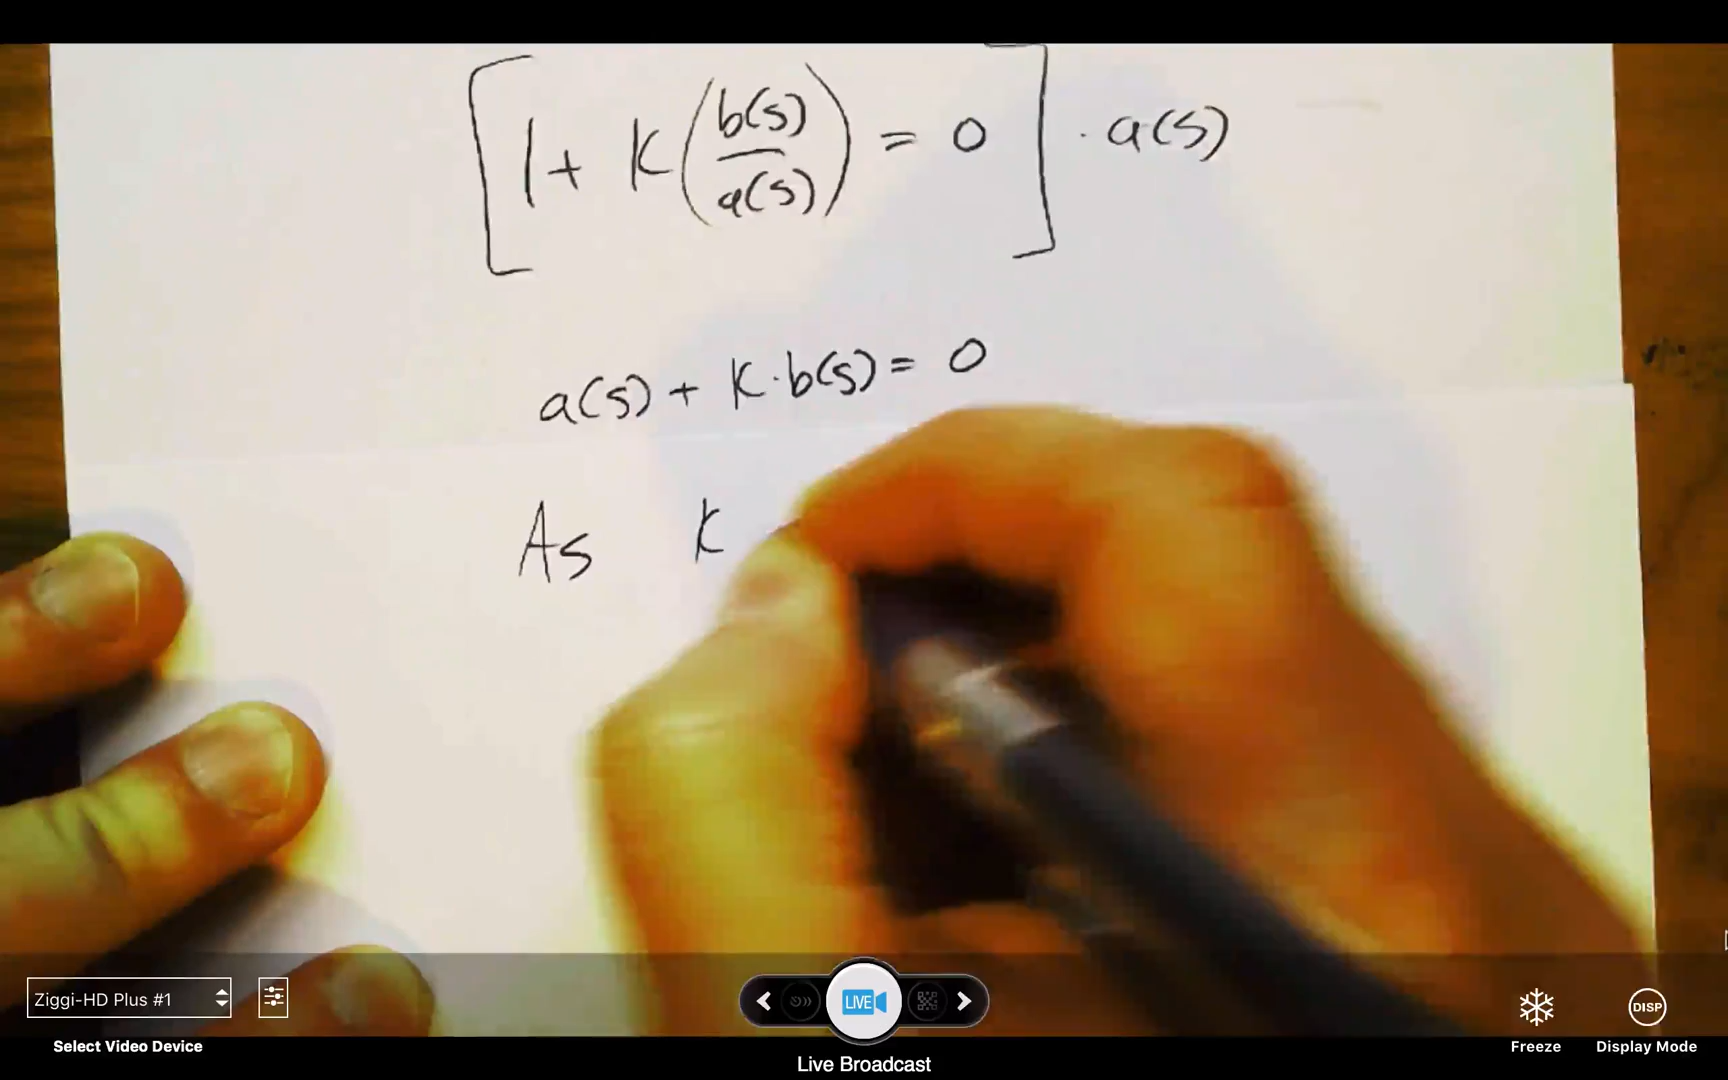 [1 + K(b(s)/a(s)) = 0] · a(s)
a(s) + K·b(s) = 0
As K
Ziggi-HD Plus #1
Select Video Device
LIVE
Live Broadcast
Freeze
DISP
Display Mode